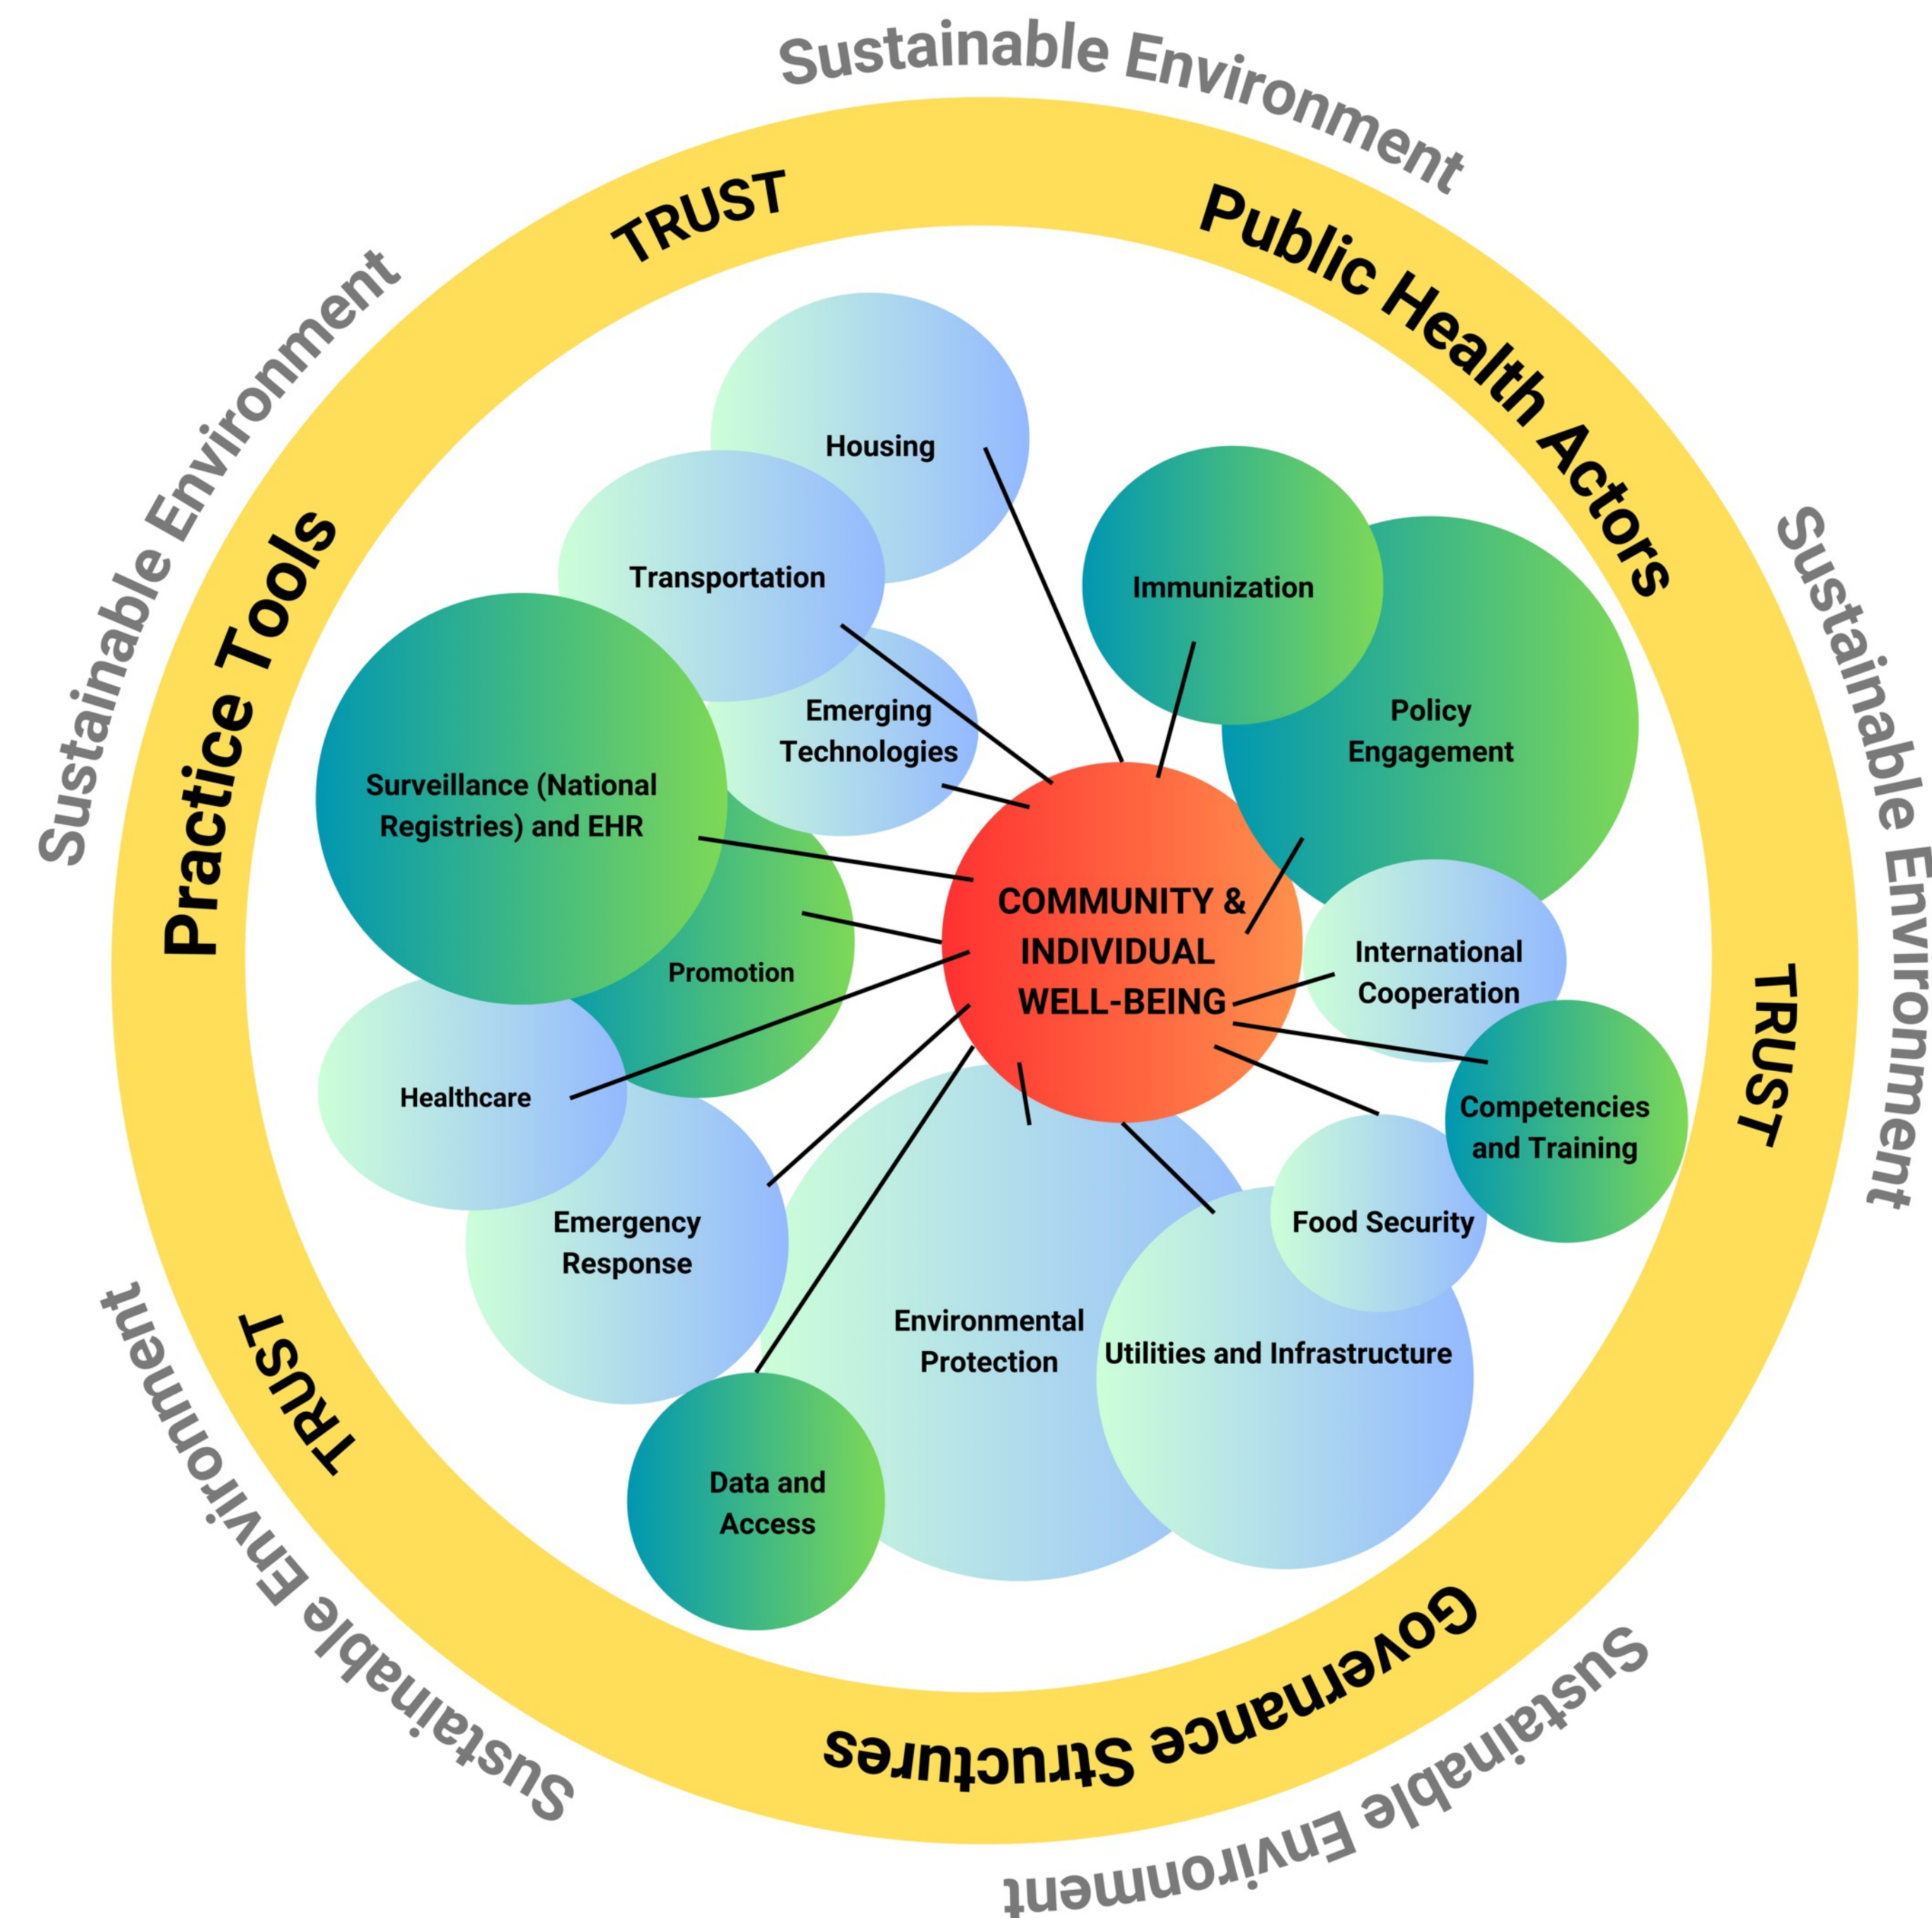 Sustainable Environment
TRUST
Public Health Actors
Sustainable Environment
Practice Tools
Sustainable Environment
Housing
Transportation
Immunization
Emerging
Technologies
Policy
Engagement
Surveillance (National
Registries) and EHR
COMMUNITY &
INDIVIDUAL
WELL-BEING
Promotion
International
Cooperation
TRUST
Healthcare
Competencies
and Training
Emergency
Response
Food Security
Environmental
Protection
Utilities and Infrastructure
Data and
Access
TRUST
Sustainable Environment
Governance Structures
Sustainable Environment